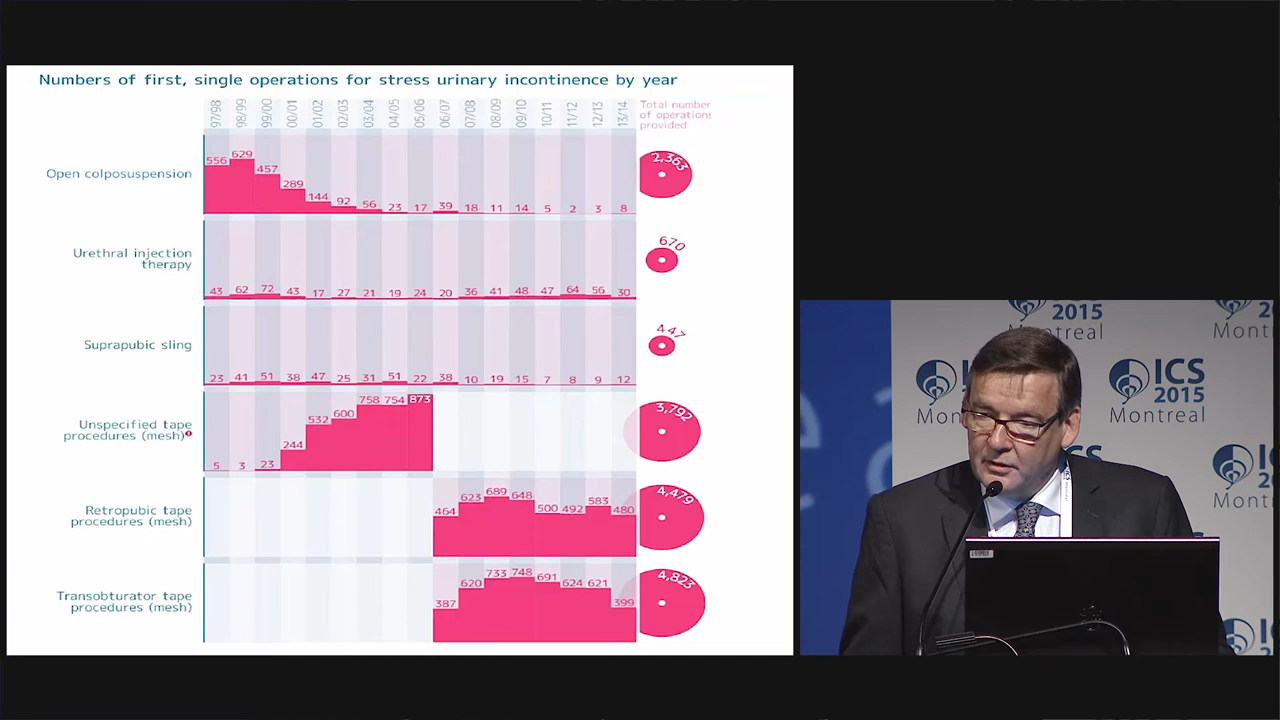 Numbers of first, single operations for stress urinary incontinence by year
97/98 98/99 99/00 00/01 01/02 02/03 03/04 04/05 05/06 06/07 07/08 08/09 09/10 10/11 11/12 12/13 13/14
Total number
of operations
provided
Open colposuspension
556 629 457 289 144 92 56 23 17 39 18 11 14 5 2 3 8
2,363
Urethral injection
therapy
43 62 72 43 17 27 21 19 24 20 36 41 48 47 64 56 30
670
Suprapubic sling
23 41 51 38 47 25 31 51 22 38 10 19 15 7 8 9 12
447
Unspecified tape
procedures (mesh)
5 3 23 244 532 600 758 754 873
3,792
Retropubic tape
procedures (mesh)
464 623 689 648 500 492 583 480
4,479
Transobturator tape
procedures (mesh)
387 620 733 748 691 624 621 399
4,823
2015
Montreal
ICS
2015
Montreal